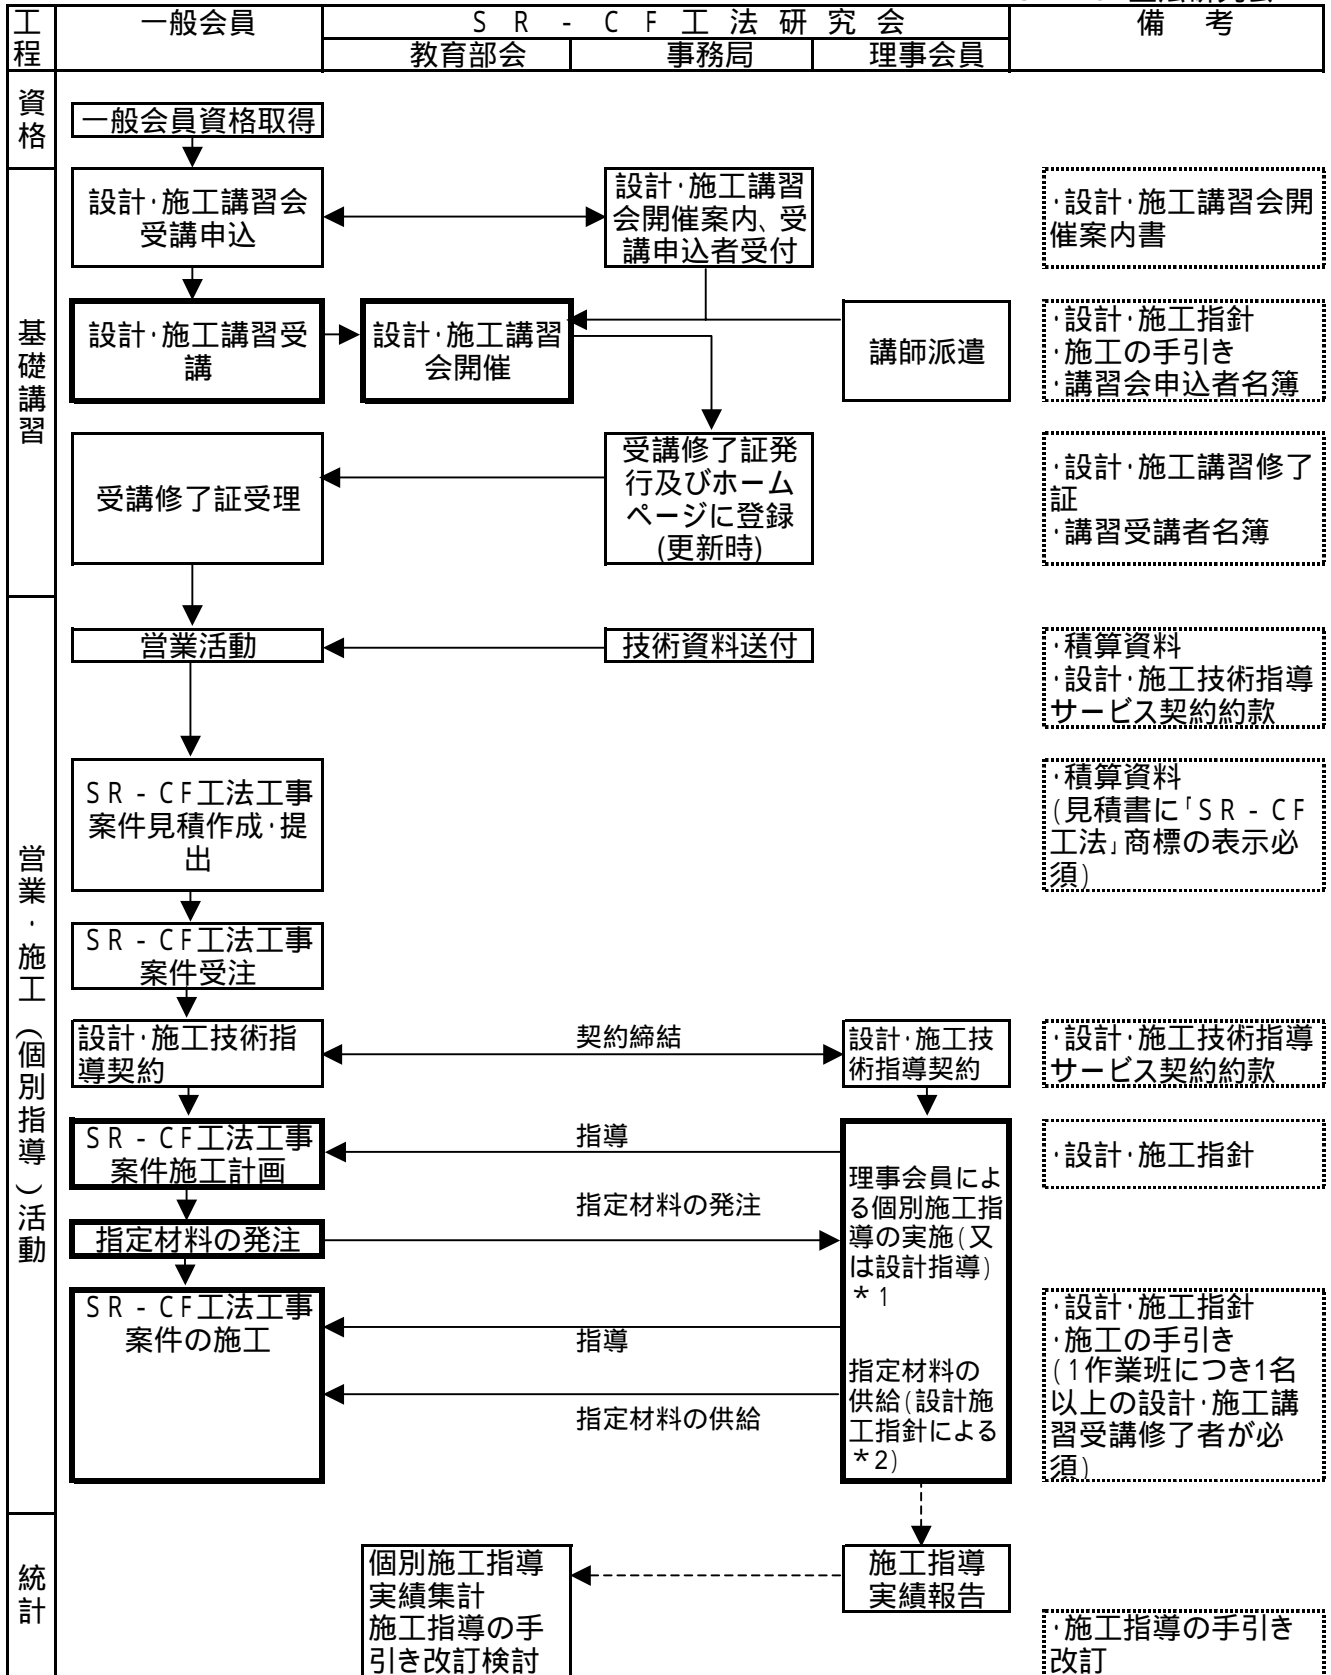 工程
一般会員
ＳＲ-ＣＦ工法研究会
備　考
教育部会
事務局
理事会員
資格
一般会員資格取得
基礎講習
設計・施工講習会
受講申込
設計・施工講習
会開催案内、受
講申込者受付
・設計・施工講習会開
催案内書
設計・施工講習受
講
設計・施工講習
会開催
講師派遣
・設計・施工指針
・施工の手引き
・講習会申込者名簿
受講修了証受理
受講修了証発
行及びホーム
ページに登録
(更新時)
・設計・施工講習修了
証
・講習受講者名簿
営業・施工（個別指導）活動
営業活動
技術資料送付
・積算資料
・設計・施工技術指導
サービス契約約款
ＳＲ-ＣＦ工法工事
案件見積作成・提
出
・積算資料
(見積書に「ＳＲ-ＣＦ
工法」商標の表示必
須)
ＳＲ-ＣＦ工法工事
案件受注
設計・施工技術指
導契約
契約締結
設計・施工技
術指導契約
・設計・施工技術指導
サービス契約約款
ＳＲ-ＣＦ工法工事
案件施工計画
指導
理事会員によ
る個別施工指
導の実施(又
は設計指導)
＊1
・設計・施工指針
指定材料の発注
指定材料の発注
ＳＲ-ＣＦ工法工事
案件の施工
指導
指定材料の
供給(設計施
工指針による
＊2)
指定材料の供給
・設計・施工指針
・施工の手引き
(1作業班につき1名
以上の設計・施工講
習受講修了者が必
須)
統計
個別施工指導
実績集計
施工指導の手
引き改訂検討
施工指導
実績報告
・施工指導の手引き
改訂